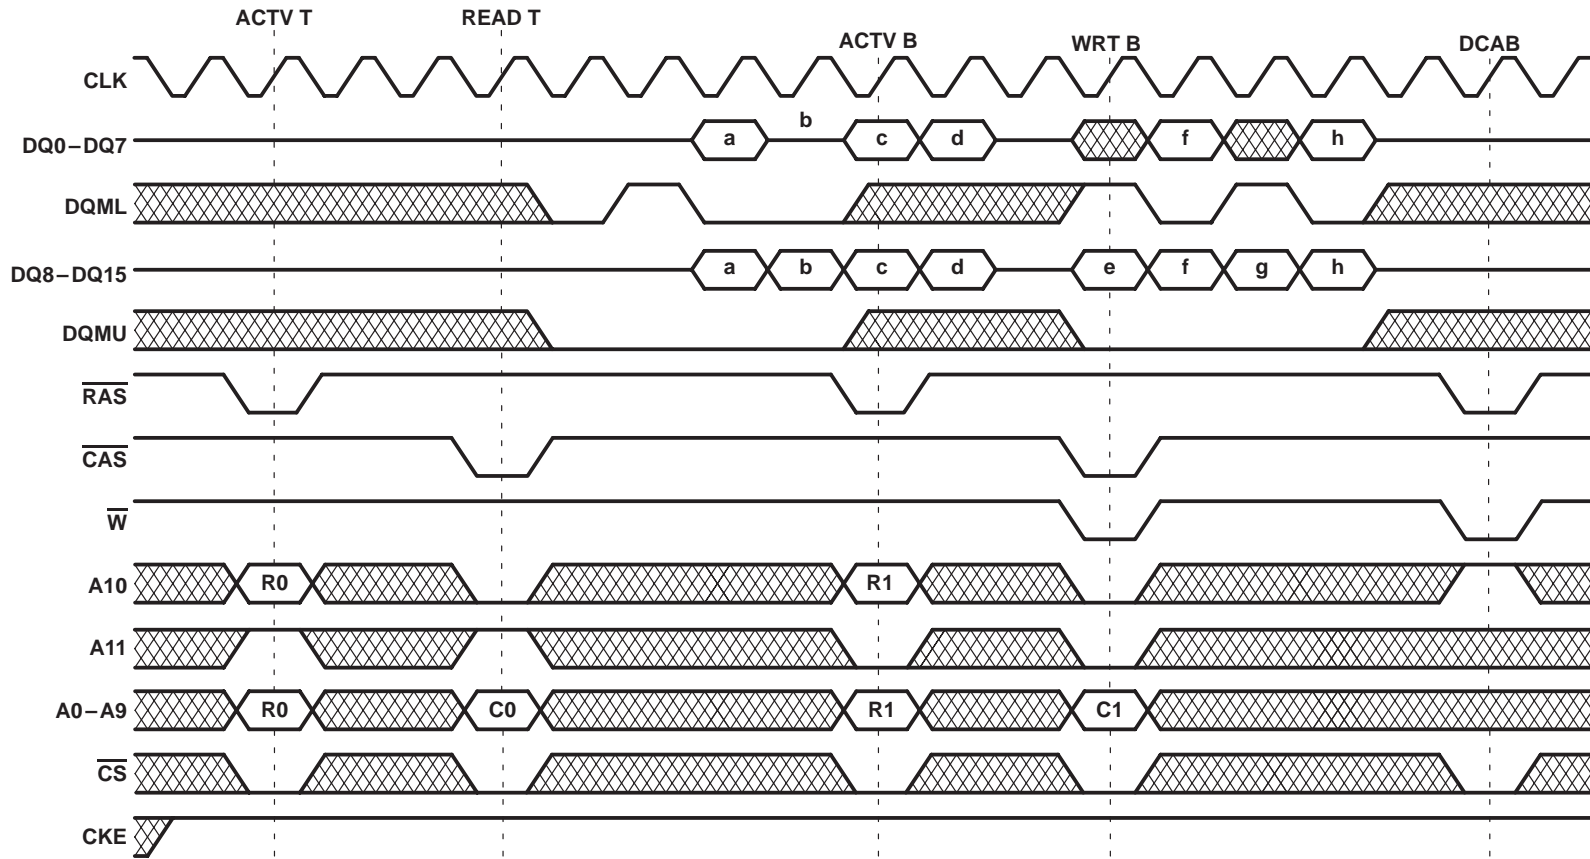 ACTV T READ T
ACTV B WRT B DCAB
CLK
b
DQ0–DQ7 a c d f h
DQML
DQ8–DQ15 a b c d e f g h
DQMU
RAS
CAS
W
A10 R0 R1
A11
A0–A9 R0 C0 R1 C1
CS
CKE